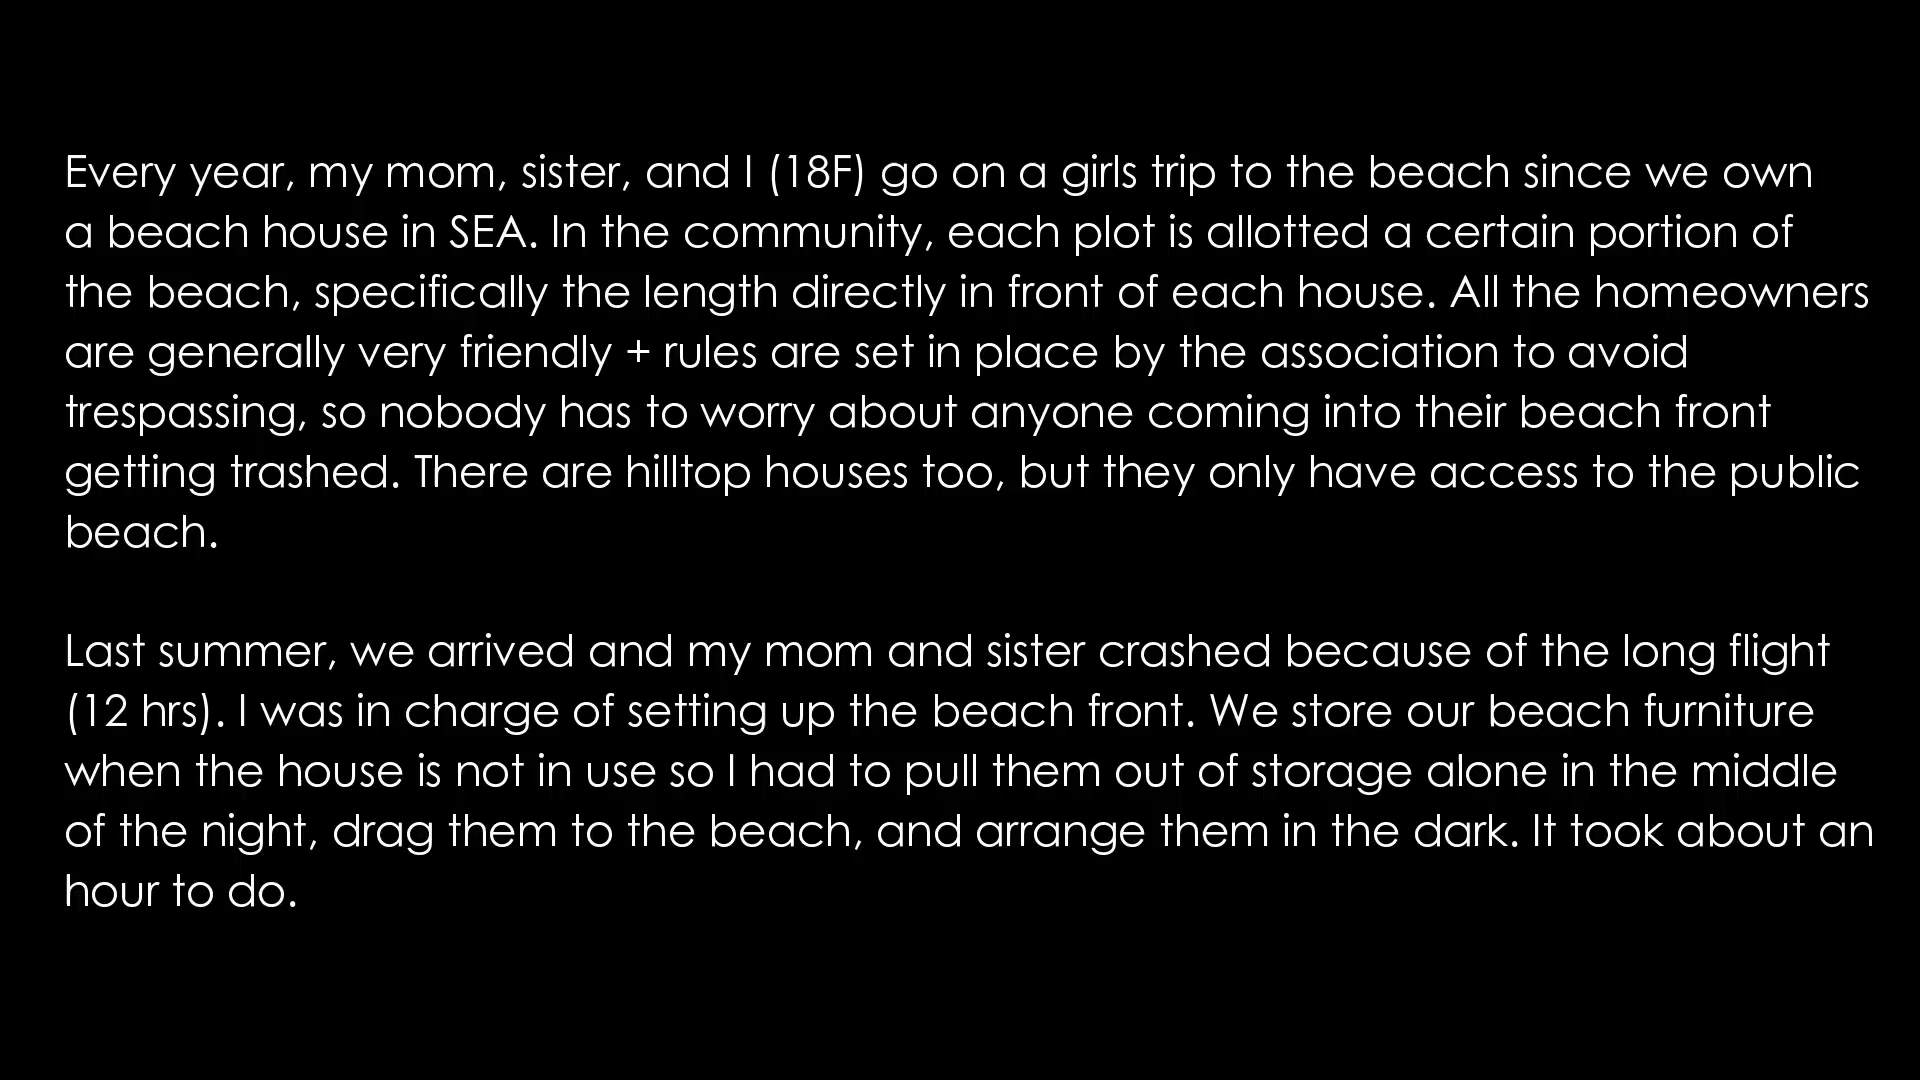 Every year, my mom, sister, and I (18F) go on a girls trip to the beach since we own
a beach house in SEA. In the community, each plot is allotted a certain portion of
the beach, specifically the length directly in front of each house. All the homeowners
are generally very friendly + rules are set in place by the association to avoid
trespassing, so nobody has to worry about anyone coming into their beach front
getting trashed. There are hilltop houses too, but they only have access to the public
beach.
Last summer, we arrived and my mom and sister crashed because of the long flight
(12 hrs). I was in charge of setting up the beach front. We store our beach furniture
when the house is not in use so I had to pull them out of storage alone in the middle
of the night, drag them to the beach, and arrange them in the dark. It took about an
hour to do.